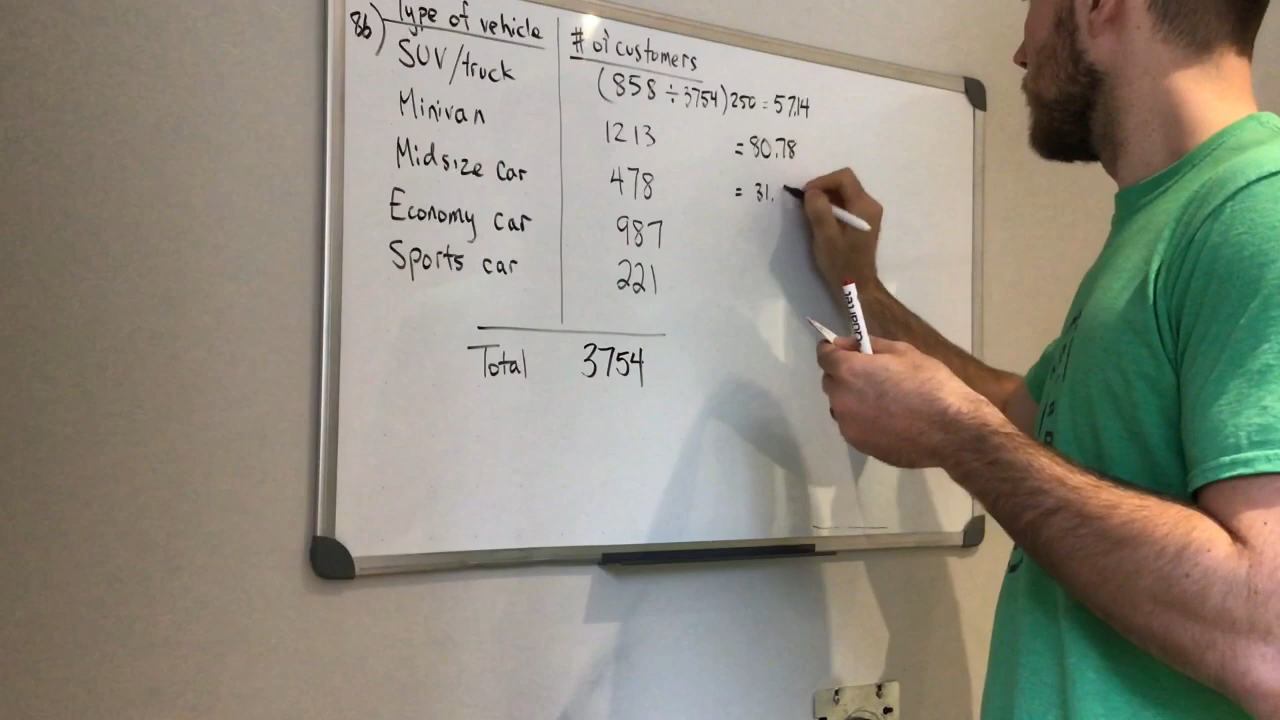 8b) Type of vehicle # of customers
SUV/truck (858 ÷ 3754) 250 = 57.14
Minivan 1213 = 80.78
Midsize car 478 = 31.
Economy car 987
Sports car 221
Total 3754
quartet